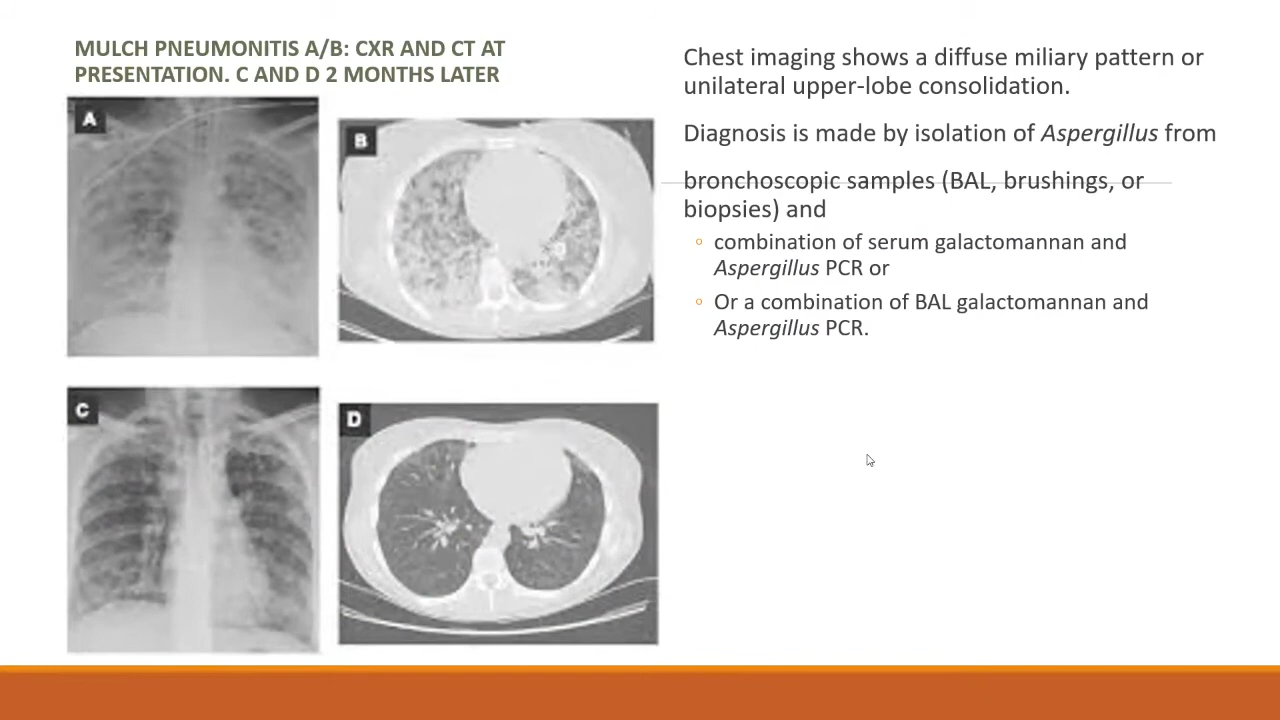 MULCH PNEUMONITIS A/B: CXR AND CT AT
PRESENTATION. C AND D 2 MONTHS LATER
A
B
C
D
Chest imaging shows a diffuse miliary pattern or
unilateral upper-lobe consolidation.
Diagnosis is made by isolation of Aspergillus from
bronchoscopic samples (BAL, brushings, or
biopsies) and
combination of serum galactomannan and
Aspergillus PCR or
Or a combination of BAL galactomannan and
Aspergillus PCR.